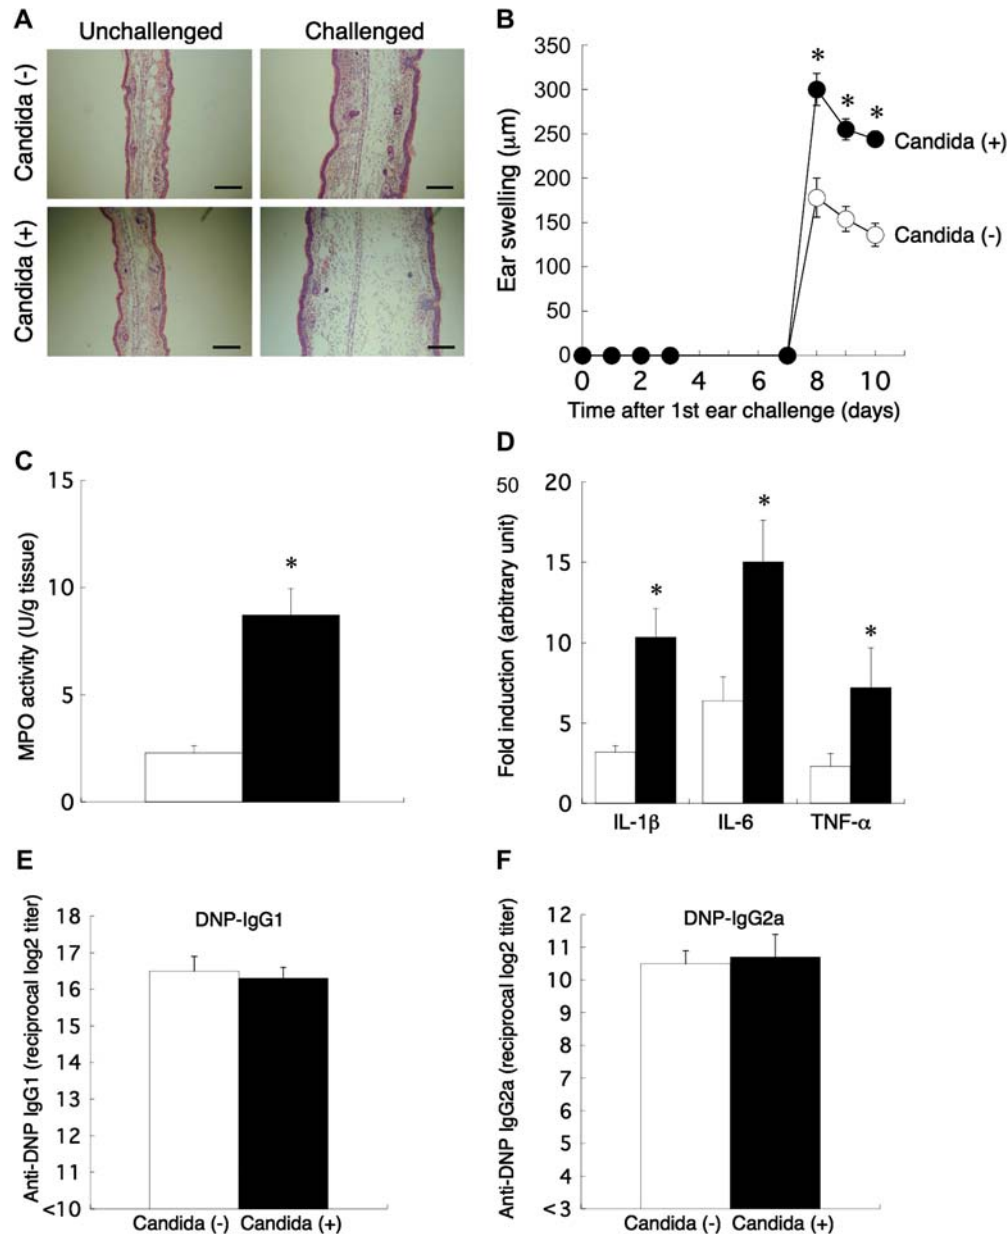 A
Unchallenged
Challenged
Candida (-)
Candida (+)
B
Ear swelling (μm)
350
300
250
200
150
100
50
0
*
*
*
Candida (+)
Candida (-)
0 2 4 6 8 10
Time after 1st ear challenge (days)
C
MPO activity (U/g tissue)
15
10
5
0
*
D
50
Fold induction (arbitrary unit)
20
15
10
5
0
*
*
*
IL-1β IL-6 TNF-α
E
Anti-DNP IgG1 (reciprocal log2 titer)
DNP-IgG1
18
17
16
15
14
13
12
16
11
<10
Candida (-) Candida (+)
F
Anti-DNP IgG2a (reciprocal log2 titer)
DNP-IgG2a
12
11
10
9
8
7
6
5
4
<3
Candida (-) Candida (+)